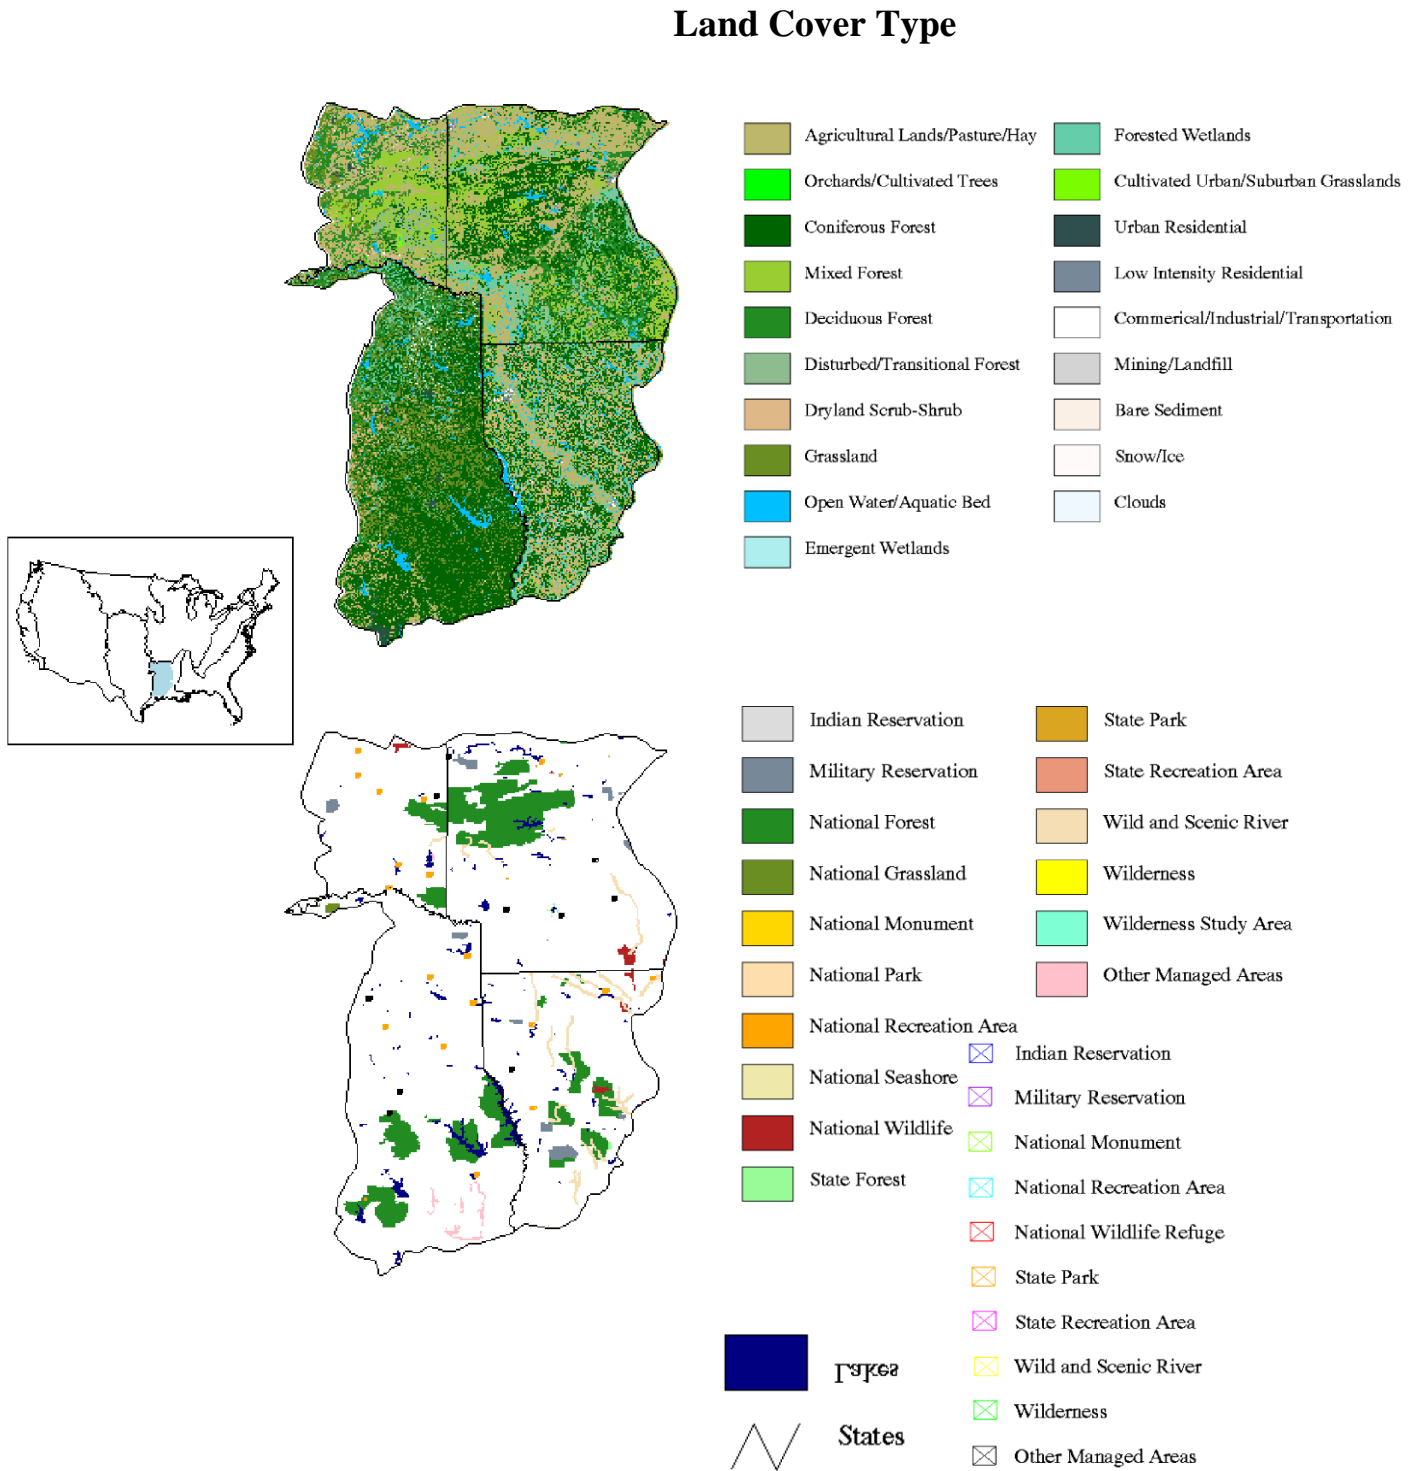 Land Cover Type
Agricultural Lands/Pasture/Hay
Orchards/Cultivated Trees
Coniferous Forest
Mixed Forest
Deciduous Forest
Disturbed/Transitional Forest
Dryland Scrub-Shrub
Grassland
Open Water/Aquatic Bed
Emergent Wetlands
Forested Wetlands
Cultivated Urban/Suburban Grasslands
Urban Residential
Low Intensity Residential
Commerical/Industrial/Transportation
Mining/Landfill
Bare Sediment
Snow/Ice
Clouds
Indian Reservation
Military Reservation
National Forest
National Grassland
National Monument
National Park
National Recreation Area
National Seashore
National Wildlife
State Forest
State Park
State Recreation Area
Wild and Scenic River
Wilderness
Wilderness Study Area
Other Managed Areas
Indian Reservation
Military Reservation
National Monument
National Recreation Area
National Wildlife Refuge
State Park
State Recreation Area
Wild and Scenic River
Wilderness
Other Managed Areas
Lakes
States